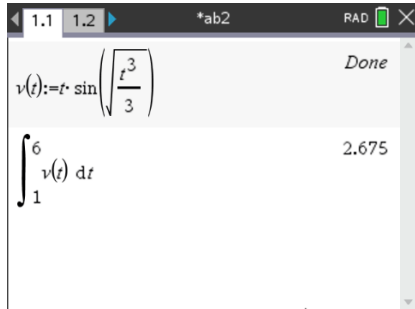 1.1 1.2 *ab2 RAD
v(t):=t· sin(√(t³/3)) Done
∫₁⁶ v(t) dt 2.675